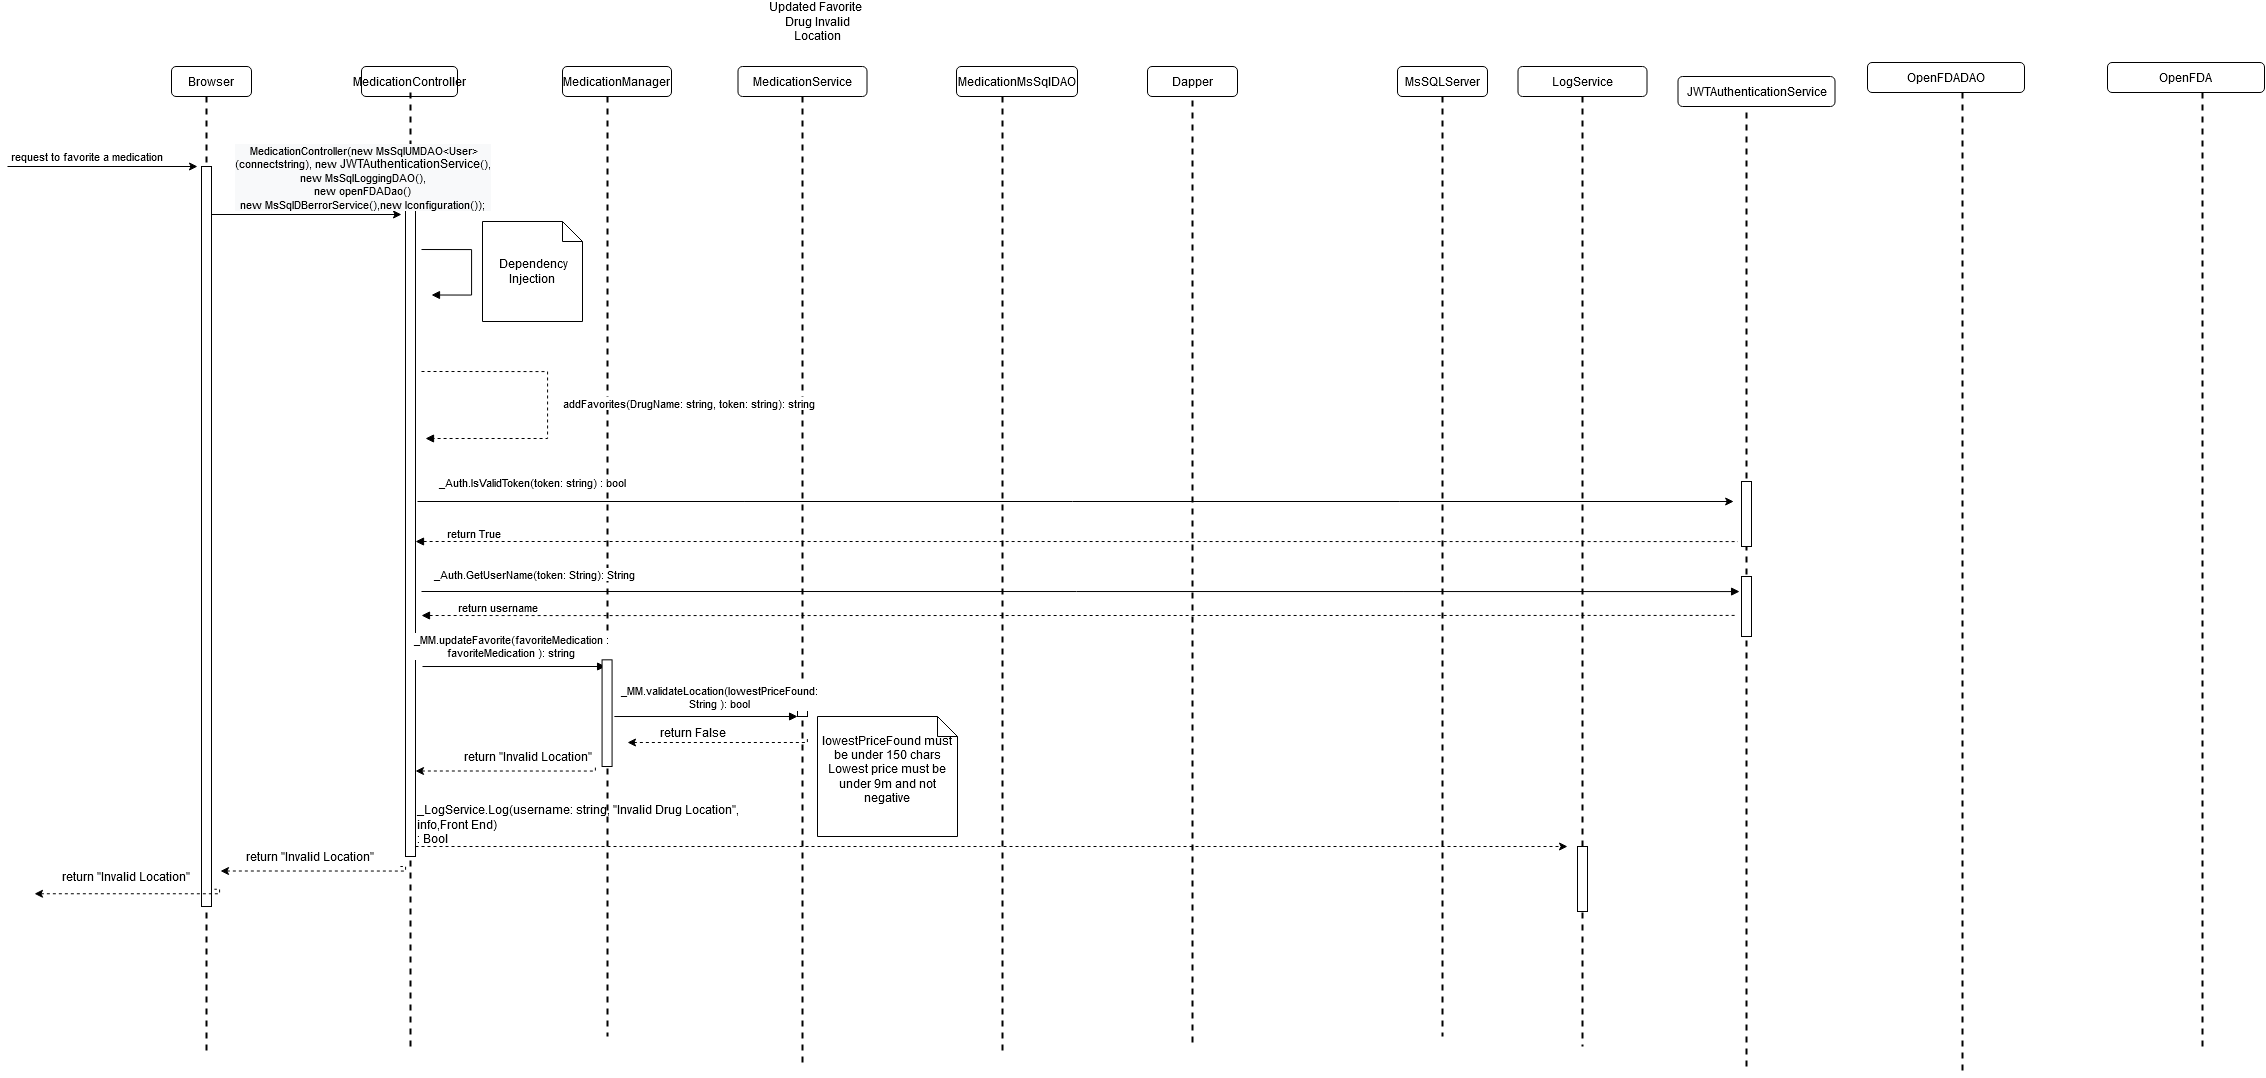 Updated Favorite
Drug Invalid
Location
Browser
MedicationController
MedicationManager
MedicationService
MedicationMsSqlDAO
Dapper
MsSQLServer
LogService
JWTAuthenticationService
OpenFDADAO
OpenFDA
request to favorite a medication
MedicationController(new MsSqlUMDAO<User>
(connectstring), new JWTAuthenticationService(),
new MsSqlLoggingDAO(),
new openFDADao()
new MsSqlDBerrorService(),new Iconfiguration());
Dependency
Injection
addFavorites(DrugName: string, token: string): string
_Auth.IsValidToken(token: string) : bool
return True
_Auth.GetUserName(token: String): String
return username
_MM.updateFavorite(favoriteMedication :
favoriteMedication ): string
_MM.validateLocation(lowestPriceFound:
String ): bool
return False
lowestPriceFound must
be under 150 chars
Lowest price must be
under 9m and not
negative
return "Invalid Location"
_LogService.Log(username: string, "Invalid Drug Location",
info,Front End)
: Bool
return "Invalid Location"
return "Invalid Location"